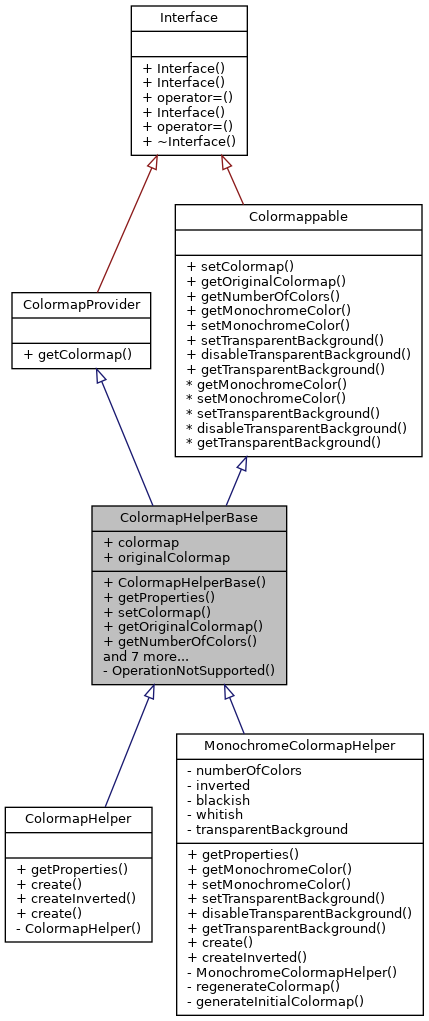 Interface
+ Interface()
+ Interface()
+ operator=()
+ Interface()
+ operator=()
+ ~Interface()
Colormappable
+ setColormap()
+ getOriginalColormap()
+ getNumberOfColors()
+ getMonochromeColor()
+ setMonochromeColor()
+ setTransparentBackground()
+ disableTransparentBackground()
+ getTransparentBackground()
* getMonochromeColor()
* setMonochromeColor()
* setTransparentBackground()
* disableTransparentBackground()
* getTransparentBackground()
ColormapProvider
+ getColormap()
ColormapHelperBase
+ colormap
+ originalColormap
+ ColormapHelperBase()
+ getProperties()
+ setColormap()
+ getOriginalColormap()
+ getNumberOfColors()
and 7 more...
- OperationNotSupported()
MonochromeColormapHelper
- numberOfColors
- inverted
- blackish
- whitish
- transparentBackground
+ getProperties()
+ getMonochromeColor()
+ setMonochromeColor()
+ setTransparentBackground()
+ disableTransparentBackground()
+ getTransparentBackground()
+ create()
+ createInverted()
- MonochromeColormapHelper()
- regenerateColormap()
- generateInitialColormap()
ColormapHelper
+ getProperties()
+ create()
+ createInverted()
+ create()
- ColormapHelper()